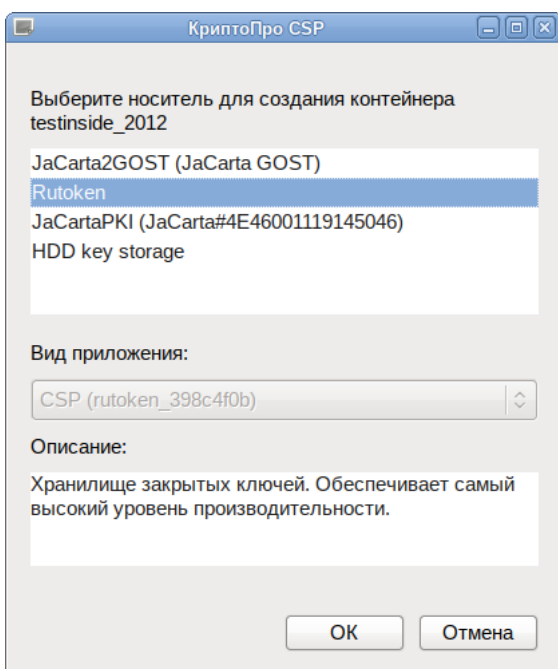 КриптоПро CSP
Выберите носитель для создания контейнера
testinside_2012
JaCarta2GOST (JaCarta GOST)
Rutoken
JaCartaPKI (JaCarta#4E46001119145046)
HDD key storage
Вид приложения:
CSP (rutoken_398c4f0b)
Описание:
Хранилище закрытых ключей. Обеспечивает самый
высокий уровень производительности.
ОК
Отмена